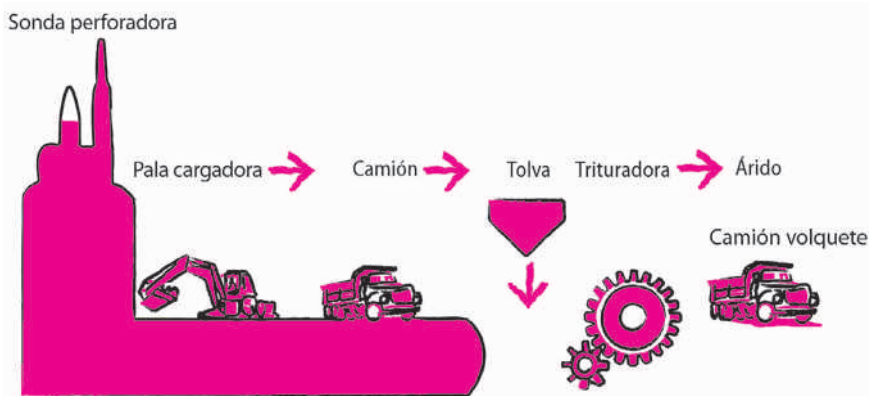 Sonda perforadora
Pala cargadora
Camión
Tolva
Trituradora
Árido
Camión volquete